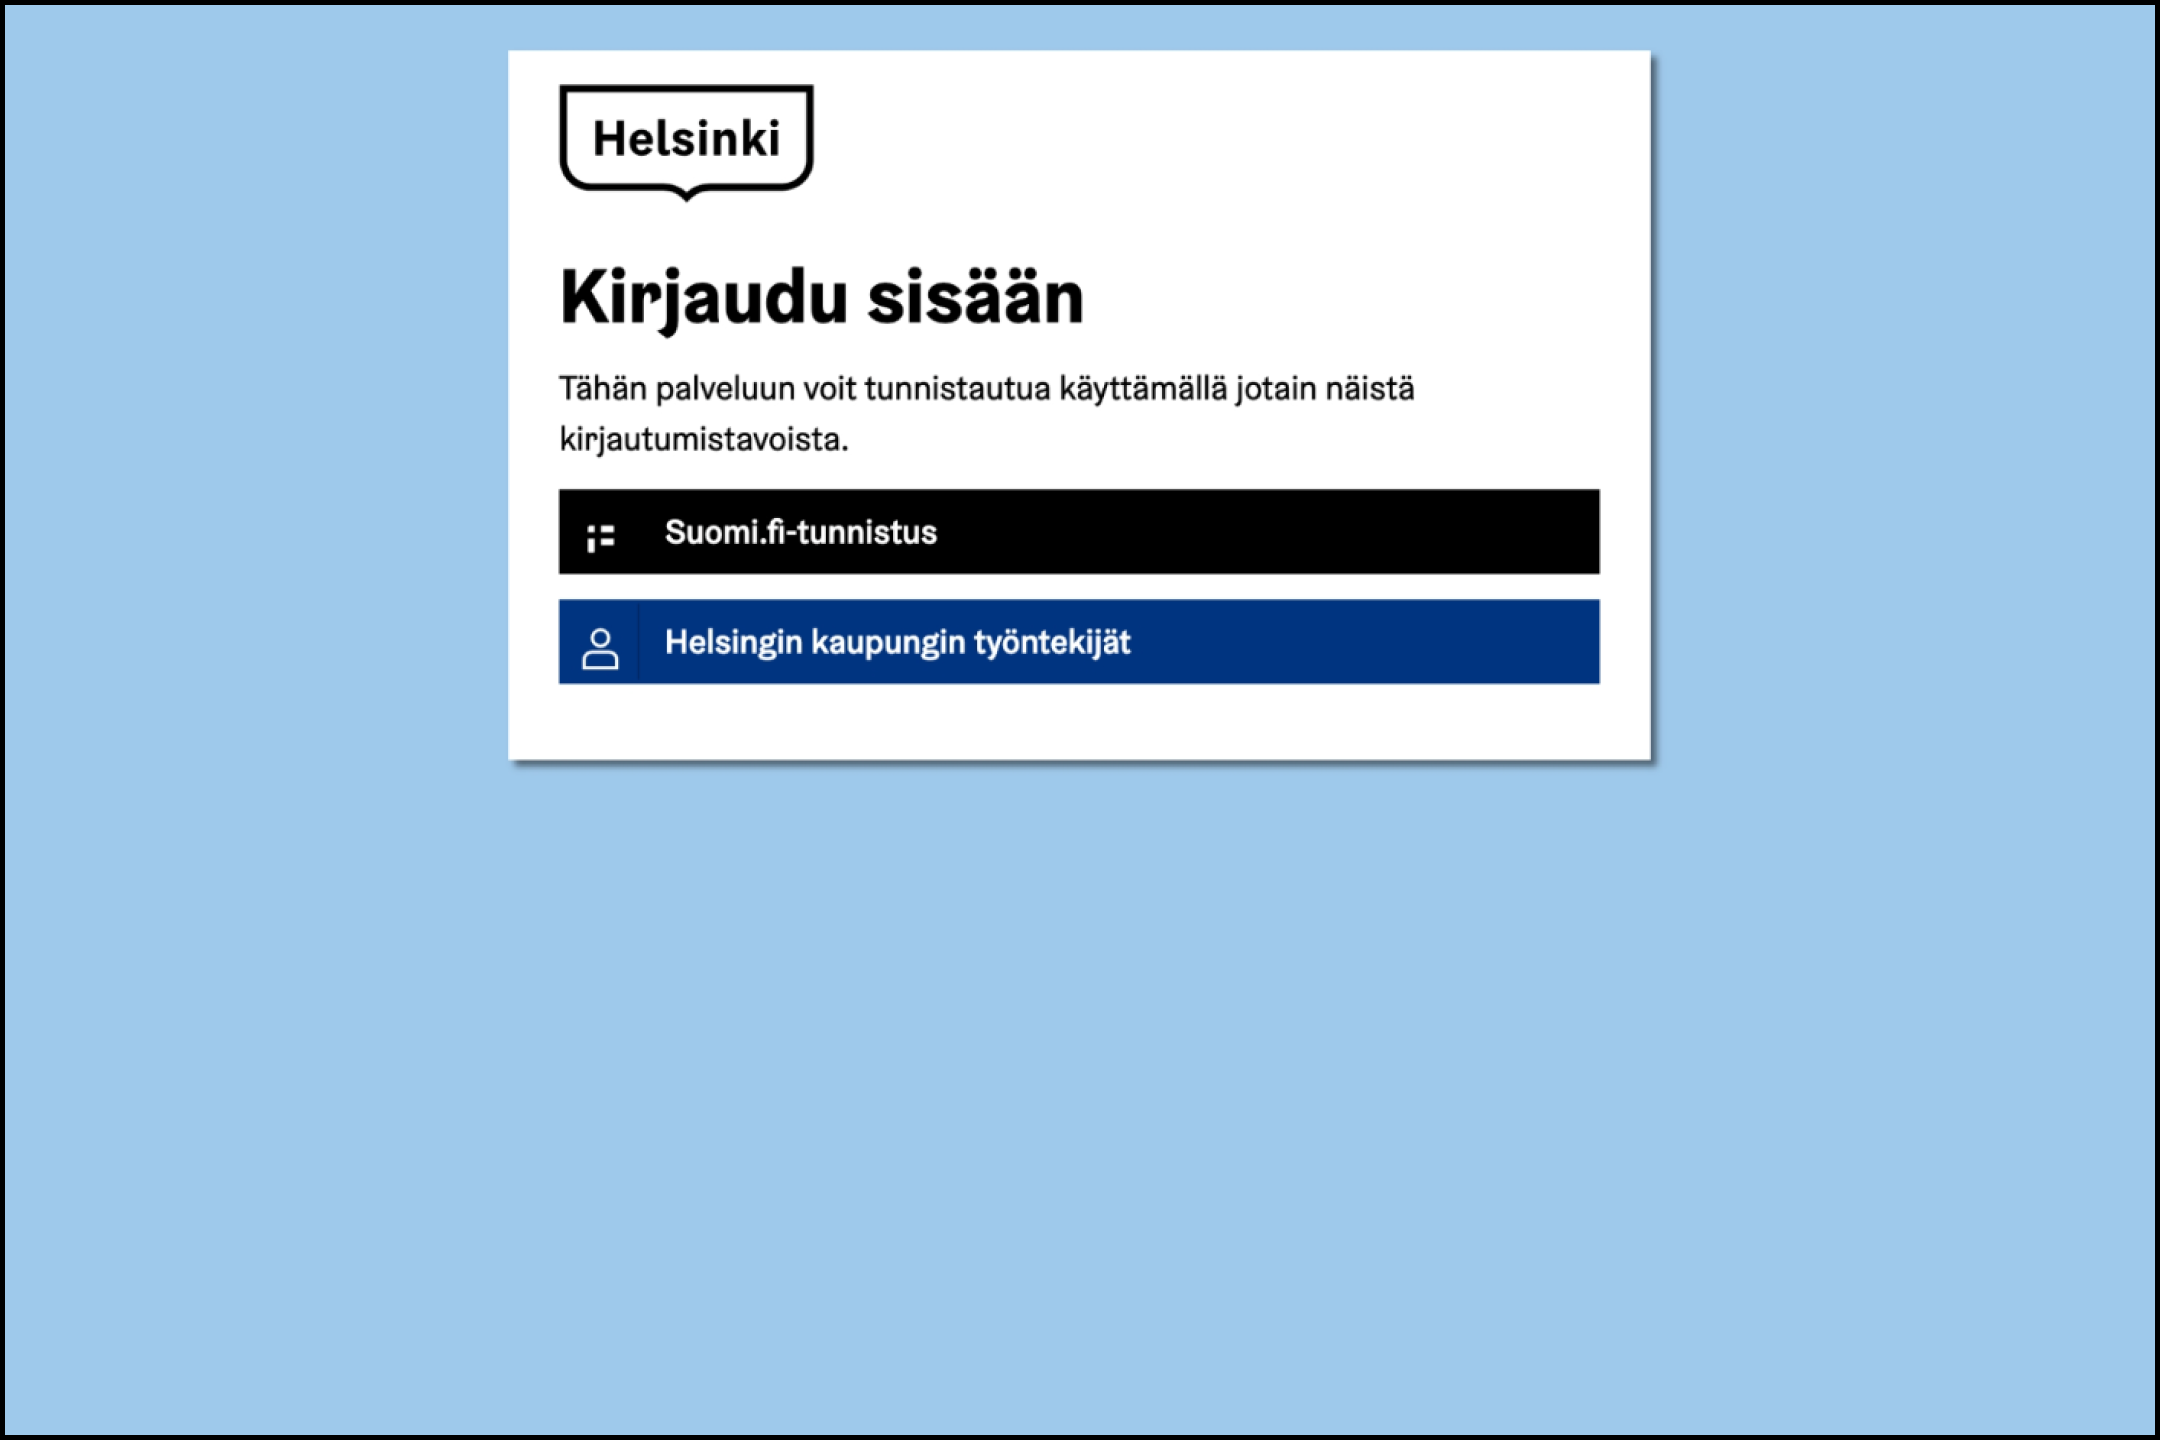 Helsinki
Kirjaudu sisään
Tähän palveluun voit tunnistautua käyttämällä jotain näistä
kirjautumistavoista.
Suomi.fi-tunnistus
Helsingin kaupungin työntekijät